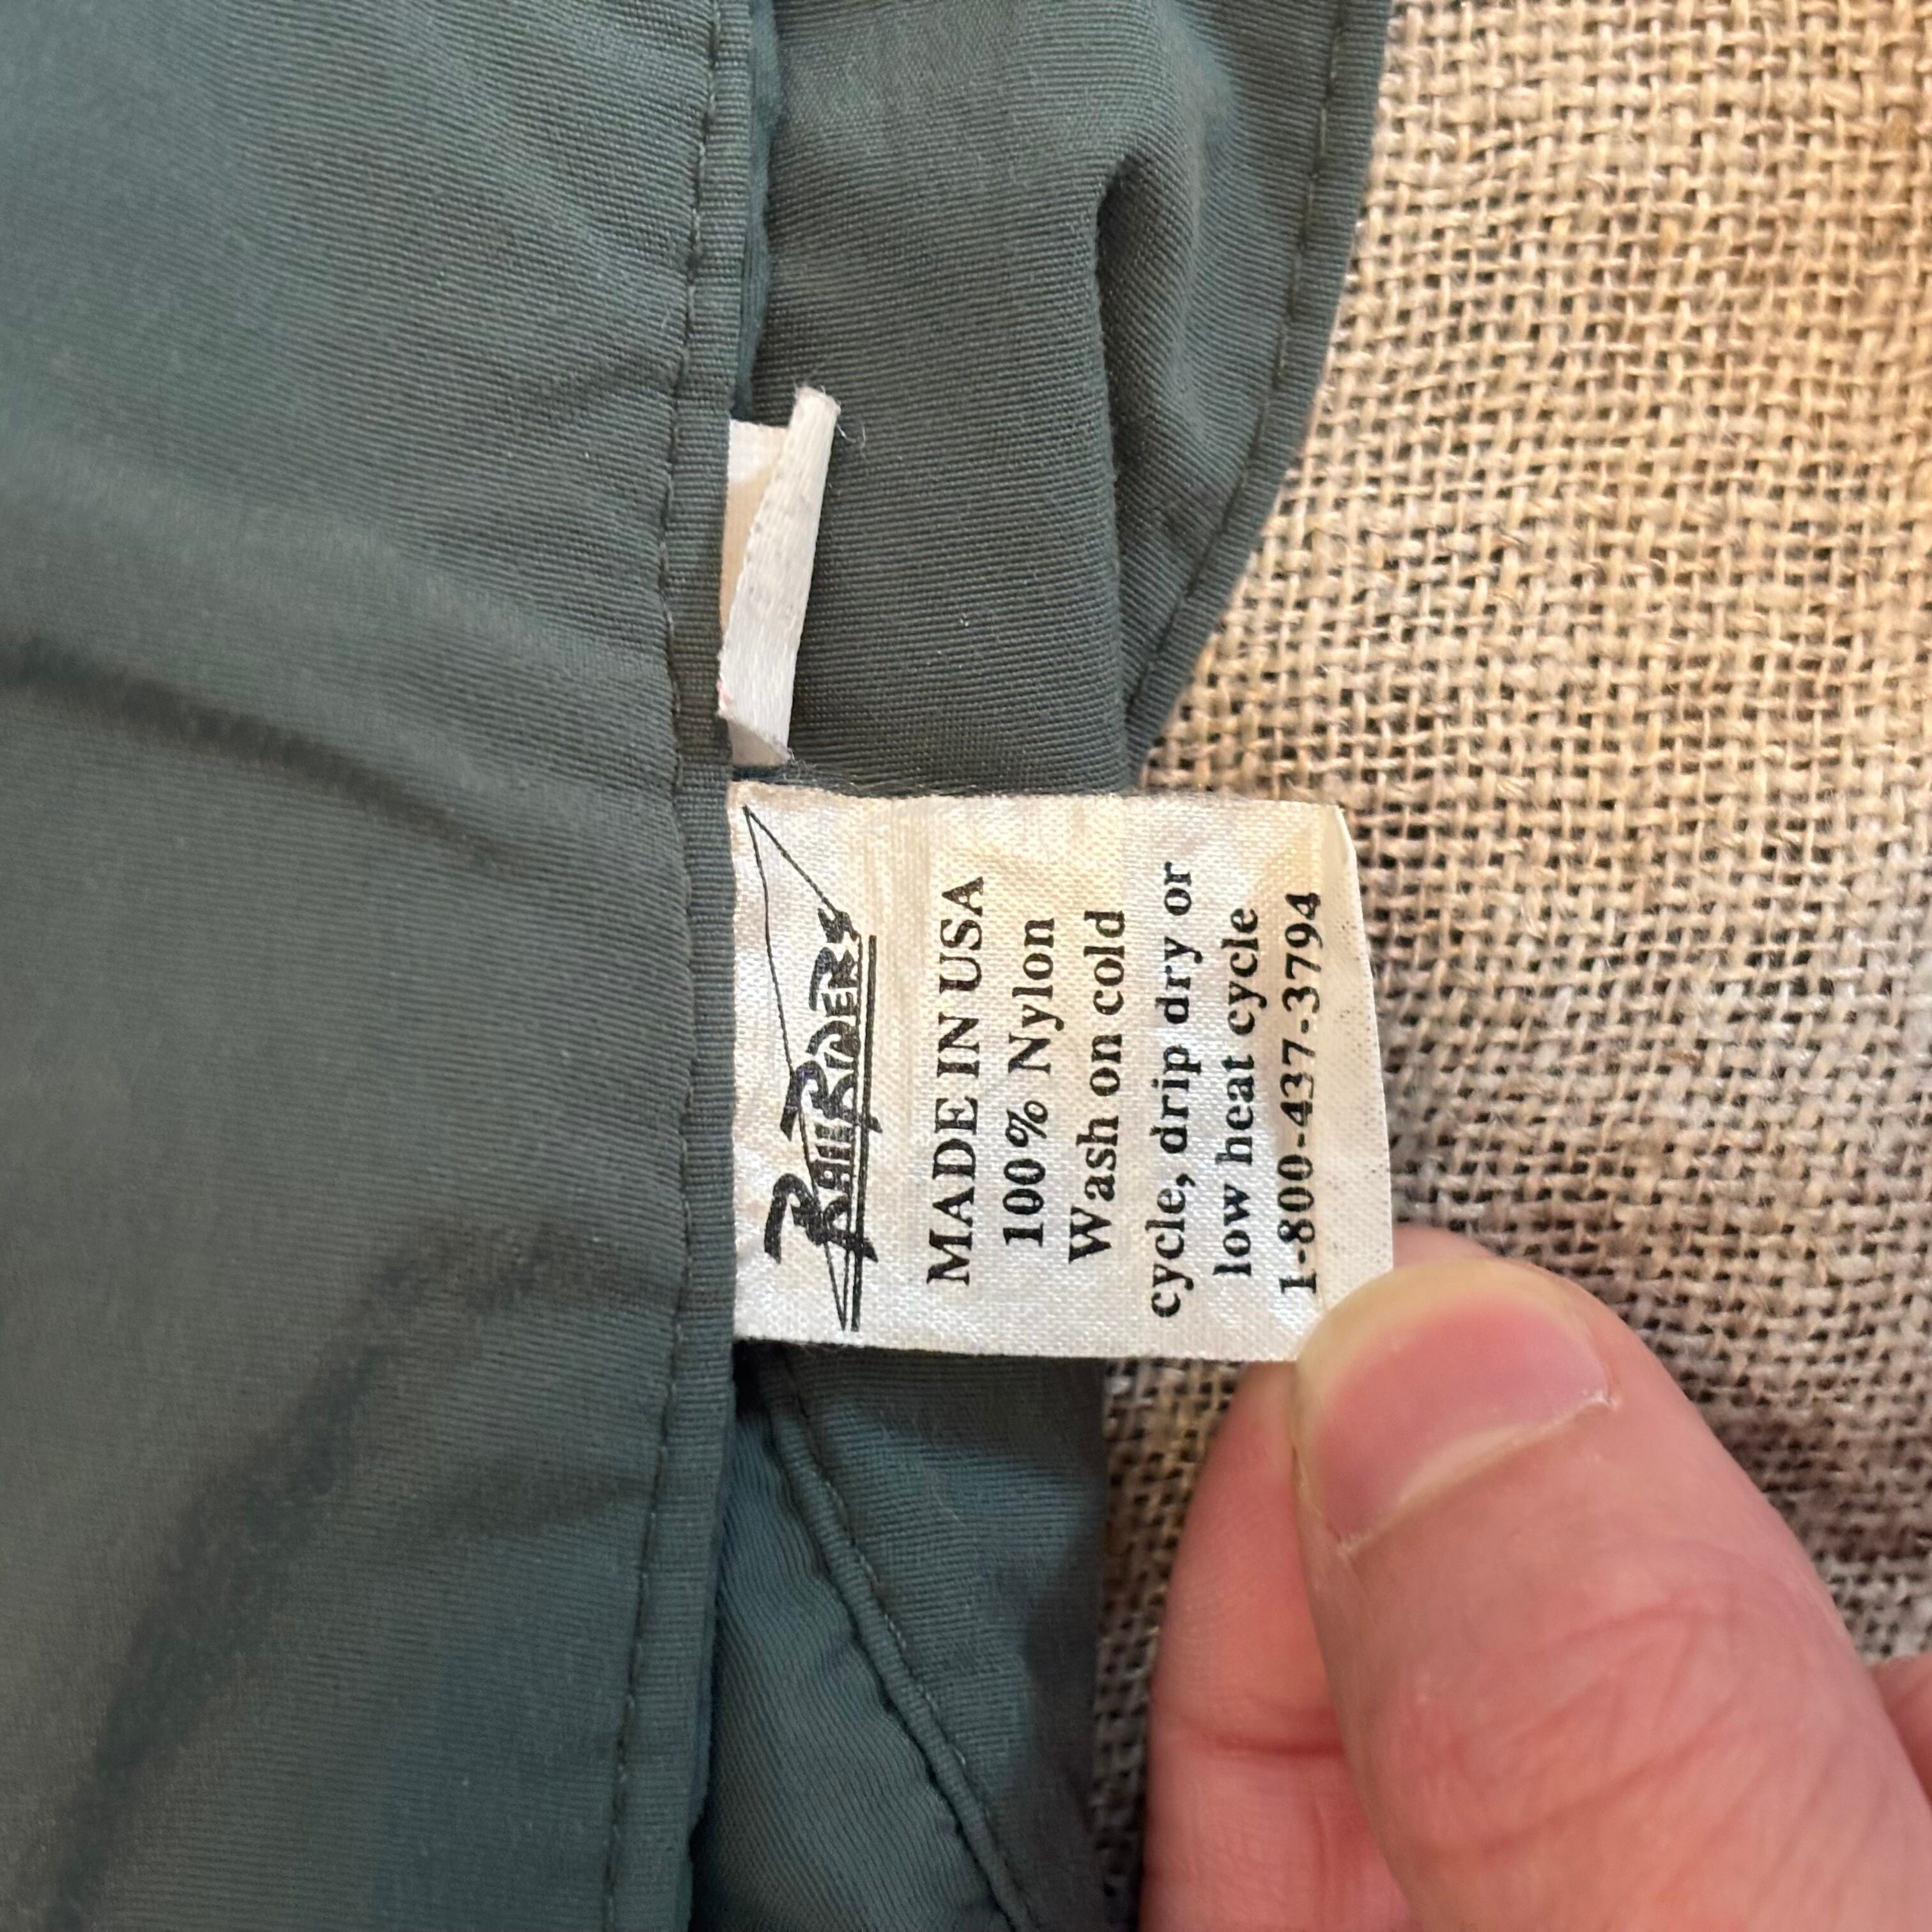 RAILRIDERS
MADE IN USA
100% Nylon
Wash on cold
cycle, drip dry or
low heat cycle
1-800-437-3794